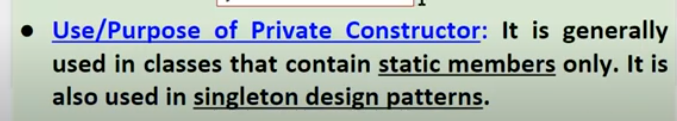 • Use/Purpose of Private Constructor: It is generally
used in classes that contain static members only. It is
also used in singleton design patterns.